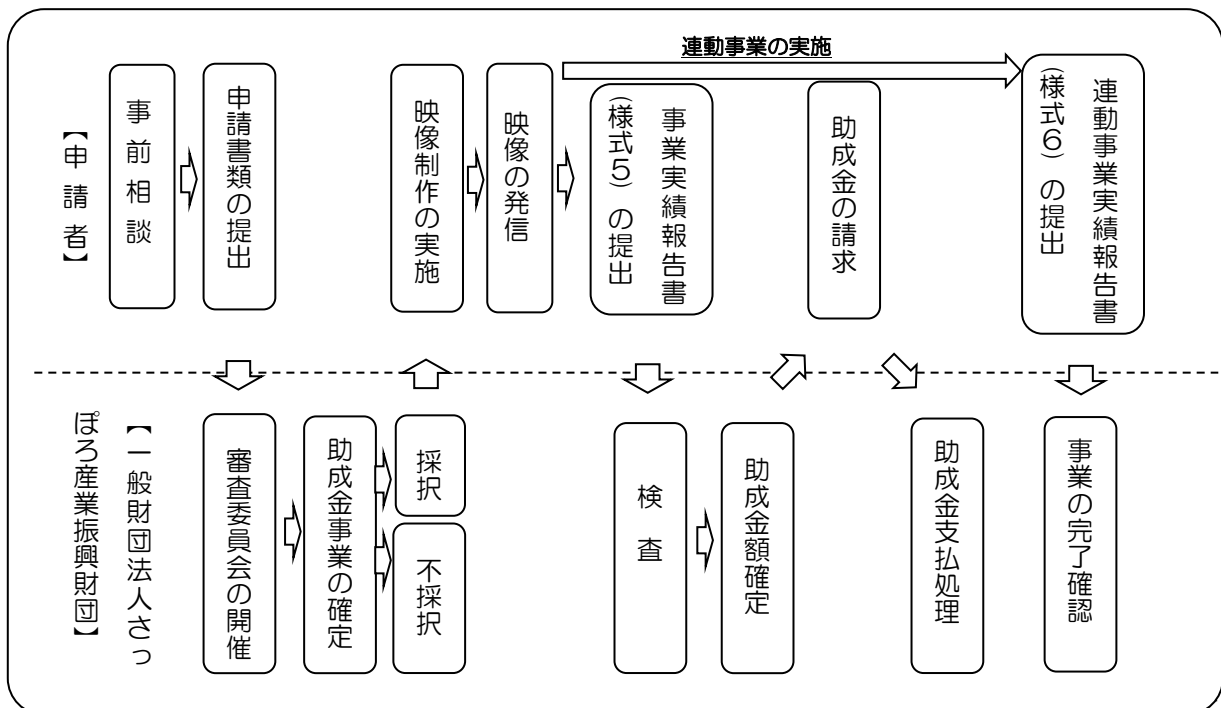 連動事業の実施
【申請者】
事前相談
申請書類の提出
映像制作の実施
映像の発信
事業実績報告書
(様式５)の提出
助成金の請求
連動事業実績報告書
(様式６)の提出
【一般財団法人さっ
ぽろ産業振興財団】
審査委員会の開催
助成金事業の確定
採択
不採択
検査
助成金額確定
助成金支払処理
事業の完了確認